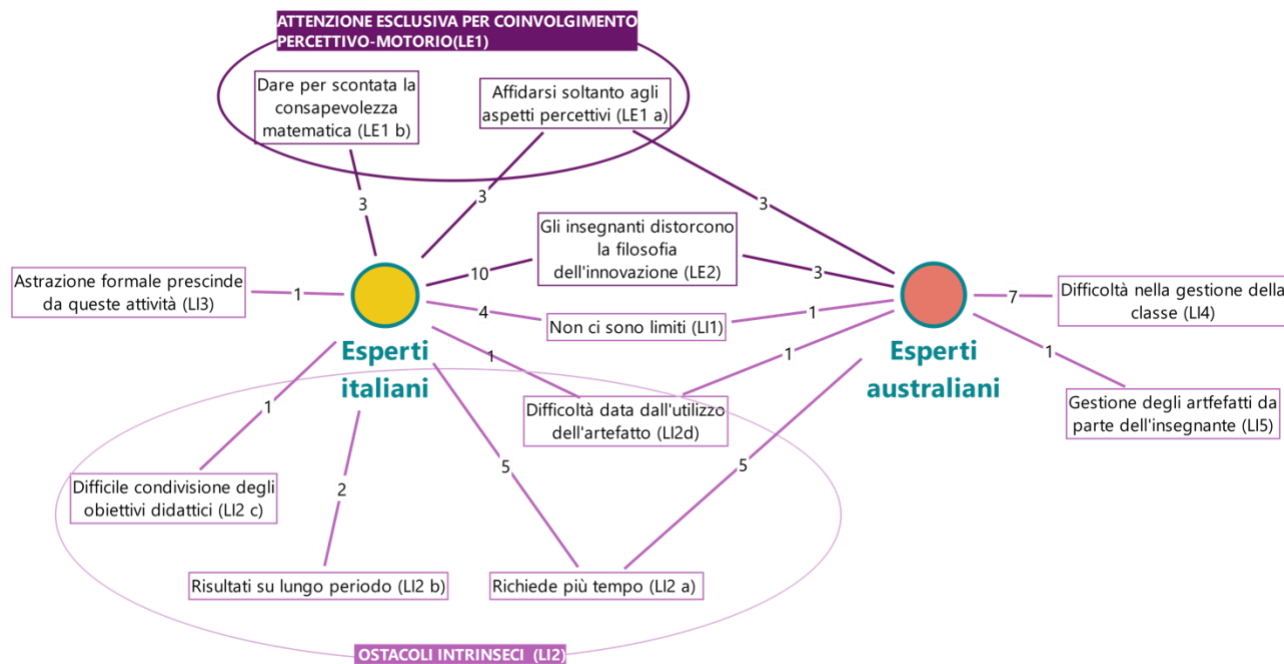 ATTENZIONE ESCLUSIVA PER COINVOLGIMENTO
PERCETTIVO-MOTORIO(LE1)
Dare per scontata la
consapevolezza
matematica (LE1 b)
Affidarsi soltanto agli
aspetti percettivi (LE1 a)
3
3
3
Gli insegnanti distorcono
la filosofia
dell'innovazione (LE2)
10
3
Astrazione formale prescinde
da queste attività (LI3)
1
4
Non ci sono limiti (LI1)
1
7
Difficoltà nella gestione della
classe (LI4)
Esperti
italiani
Esperti
australiani
1
1
1
Gestione degli artfefatti da
parte dell'insegnante (LI5)
Difficoltà data dall'utilizzo
dell'artefatto (LI2d)
1
5
5
2
Difficile condivisione degli
obiettivi didattici (LI2 c)
Risultati su lungo periodo (LI2 b)
Richiede più tempo (LI2 a)
OSTACOLI INTRINSECI (LI2)